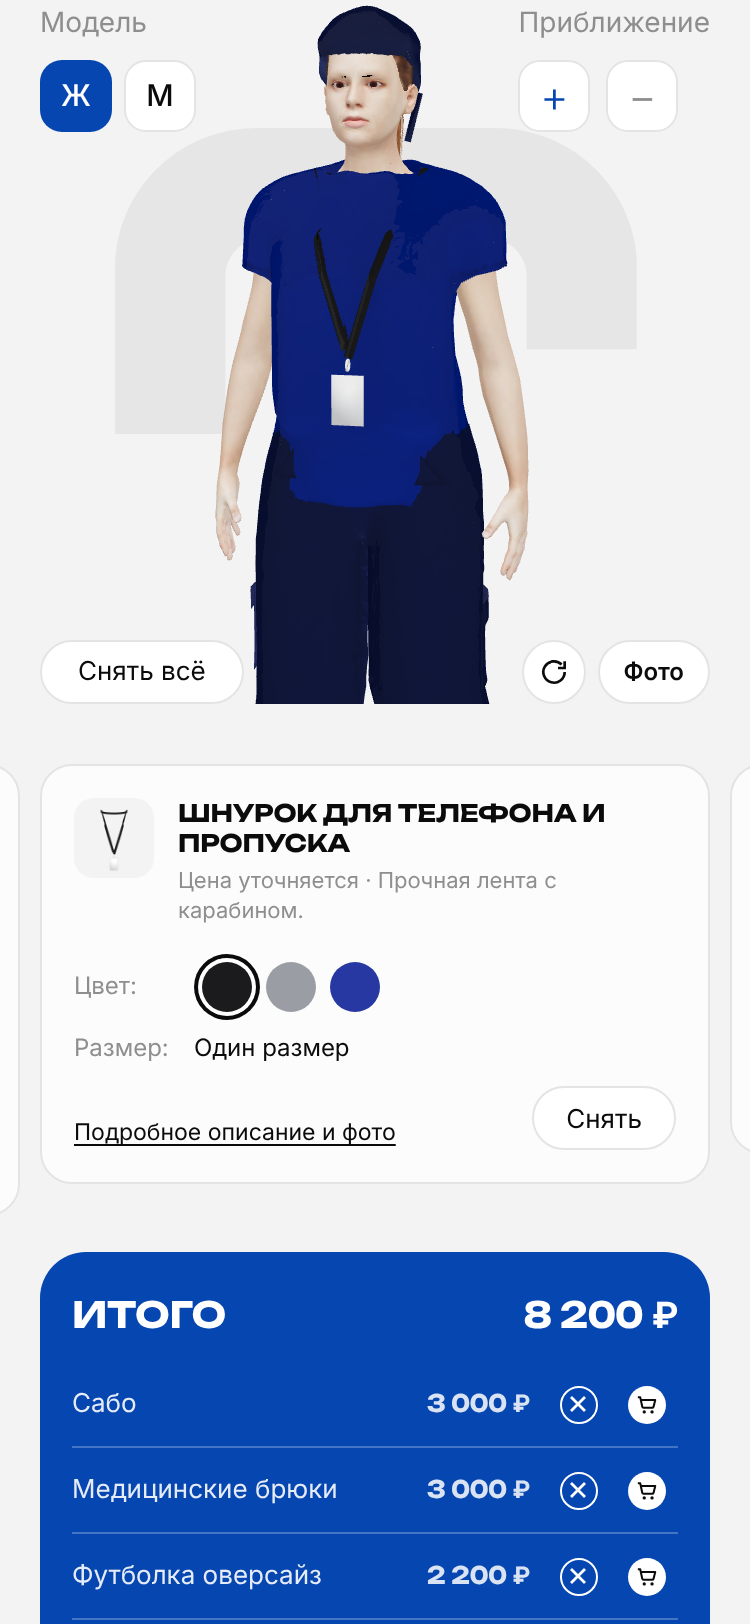 Модель
Приближение
Ж
М
+
−
Снять всё
Фото
ШНУРОК ДЛЯ ТЕЛЕФОНА И
ПРОПУСКА
Цена уточняется · Прочная лента с
карабином.
Цвет:
Размер: Один размер
Подробное описание и фото
Снять
ИТОГО 8 200 ₽
Сабо 3 000 ₽
Медицинские брюки 3 000 ₽
Футболка оверсайз 2 200 ₽